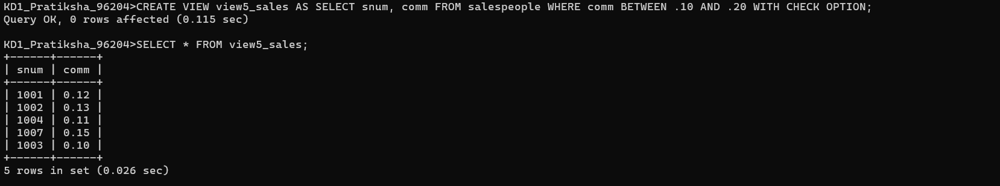 KD1_Pratiksha_96204>CREATE VIEW view5_sales AS SELECT snum, comm FROM salespeople WHERE comm BETWEEN .10 AND .20 WITH CHECK OPTION;
Query OK, 0 rows affected (0.115 sec)
KD1_Pratiksha_96204>SELECT * FROM view5_sales;
+------+------+
| snum | comm |
+------+------+
| 1001 | 0.12 |
| 1002 | 0.13 |
| 1004 | 0.11 |
| 1007 | 0.15 |
| 1003 | 0.10 |
+------+------+
5 rows in set (0.026 sec)